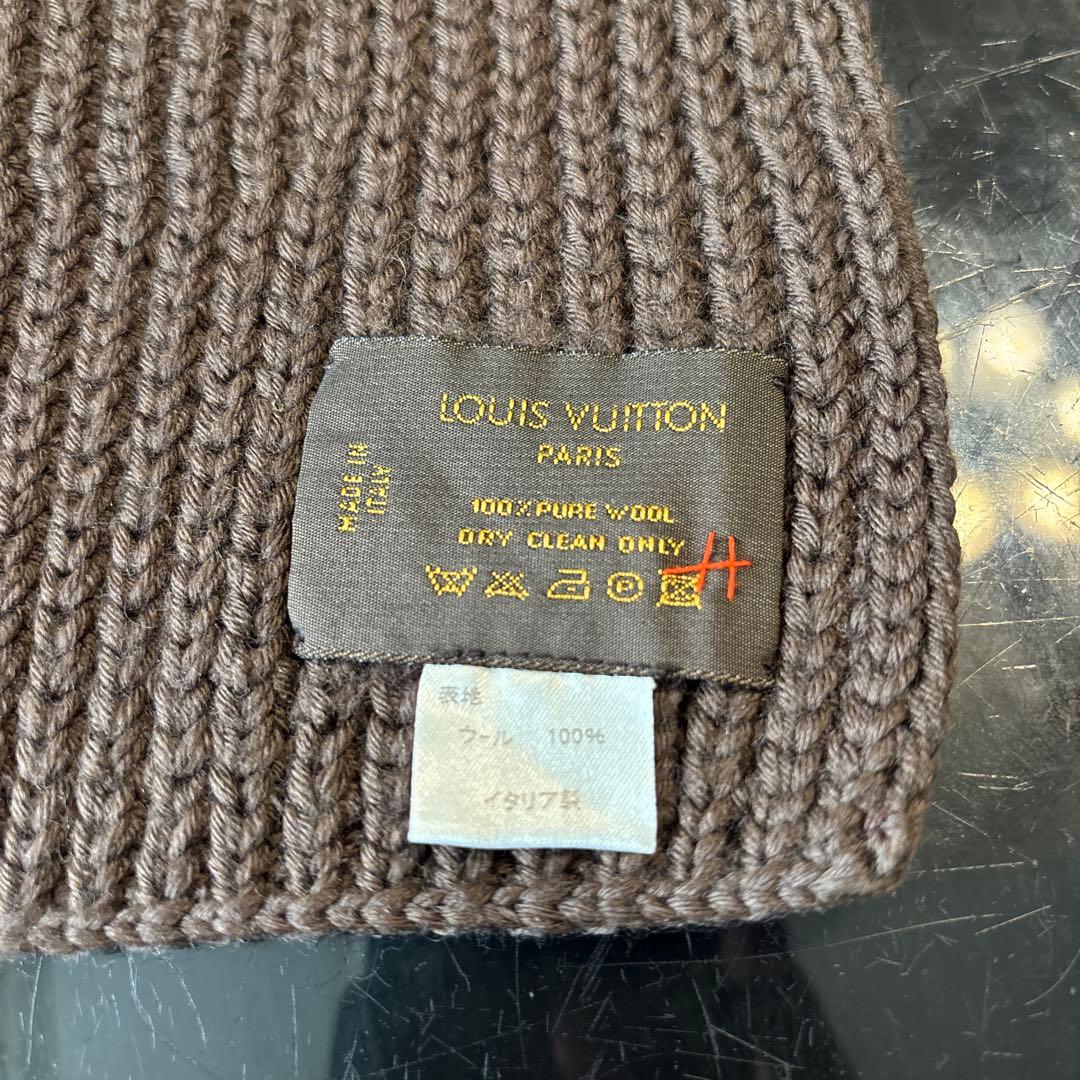 LOUIS VUITTON
PARIS
MADE IN
ITALY
100% PURE WOOL
DRY CLEAN ONLY
H
表地
ウール 100%
イタリア製